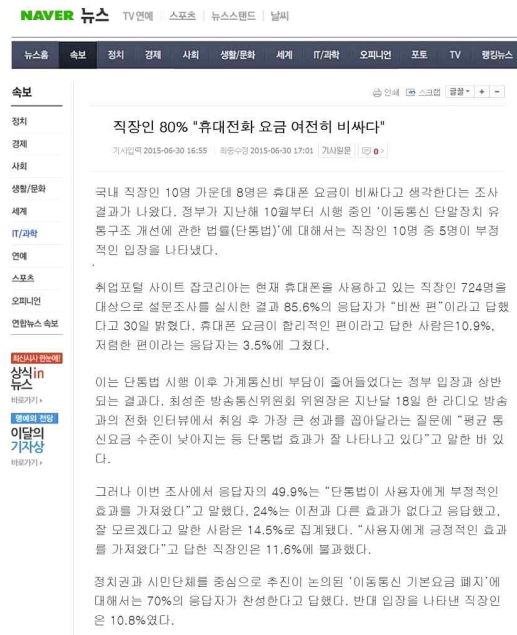 NAVER 뉴스 TV연예 스포츠 뉴스스탠드 날씨
뉴스홈 속보 정치 경제 사회 생활/문화 세계 IT/과학 오피니언 포토 TV 랭킹뉴스
속보
정치
경제
사회
생활/문화
세계
IT/과학
연예
스포츠
오피니언
연합뉴스 속보
최신시사 한눈에!
상식in
뉴스
바로가기 >
명예의 전당
이달의
기자상
바로가기 >
인쇄 스크랩 글꼴 + -
직장인 80% "휴대전화 요금 여전히 비싸다"
기사입력 2015-06-30 16:55 최종수정 2015-06-30 17:01 기사원문 0
국내 직장인 10명 가운데 8명은 휴대폰 요금이 비싸다고 생각한다는 조사
결과가 나왔다. 정부가 지난해 10월부터 시행 중인 ‘이동통신 단말장치 유
통구조 개선에 관한 법률(단통법)’에 대해서는 직장인 10명 중 5명이 부정
적인 입장을 나타냈다.
취업포털 사이트 잡코리아는 현재 휴대폰을 사용하고 있는 직장인 724명을
대상으로 설문조사를 실시한 결과 85.6%의 응답자가 “비싼 편”이라고 답했
다고 30일 밝혔다. 휴대폰 요금이 합리적인 편이라고 답한 사람은10.9%,
저렴한 편이라는 응답자는 3.5%에 그쳤다.
이는 단통법 시행 이후 가계통신비 부담이 줄어들었다는 정부 입장과 상반
되는 결과다. 최성준 방송통신위원회 위원장은 지난달 18일 한 라디오 방송
과의 전화 인터뷰에서 취임 후 가장 큰 성과를 꼽아달라는 질문에 “평균 통
신요금 수준이 낮아지는 등 단통법 효과가 잘 나타나고 있다”고 말한 바 있
다.
그러나 이번 조사에서 응답자의 49.9%는 “단통법이 사용자에게 부정적인
효과를 가져왔다”고 말했다. 24%는 이전과 다른 효과가 없다고 응답했고,
잘 모르겠다고 말한 사람은 14.5%로 집계됐다. “사용자에게 긍정적인 효과
를 가져왔다”고 답한 직장인은 11.6%에 불과했다.
정치권과 시민단체를 중심으로 추진이 논의된 ‘이동통신 기본요금 폐지’에
대해서는 70%의 응답자가 찬성한다고 답했다. 반대 입장을 나타낸 직장인
은 10.8%였다.